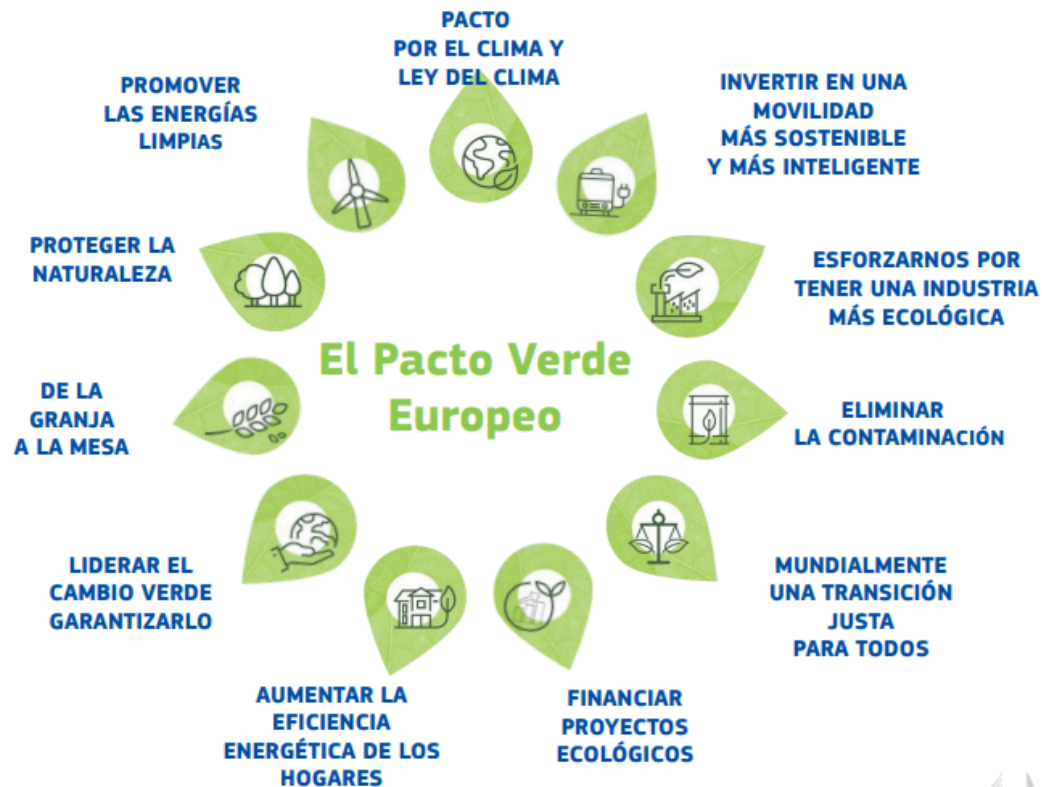 PACTO
POR EL CLIMA Y
LEY DEL CLIMA
INVERTIR EN UNA
MOVILIDAD
MÁS SOSTENIBLE
Y MÁS INTELIGENTE
ESFORZARNOS POR
TENER UNA INDUSTRIA
MÁS ECOLÓGICA
ELIMINAR
LA CONTAMINACIÓN
MUNDIALMENTE
UNA TRANSICIÓN
JUSTA
PARA TODOS
FINANCIAR
PROYECTOS
ECOLÓGICOS
AUMENTAR LA
EFICIENCIA
ENERGÉTICA DE LOS
HOGARES
LIDERAR EL
CAMBIO VERDE
GARANTIZARLO
DE LA
GRANJA
A LA MESA
PROTEGER LA
NATURALEZA
PROMOVER
LAS ENERGÍAS
LIMPIAS
El Pacto Verde
Europeo